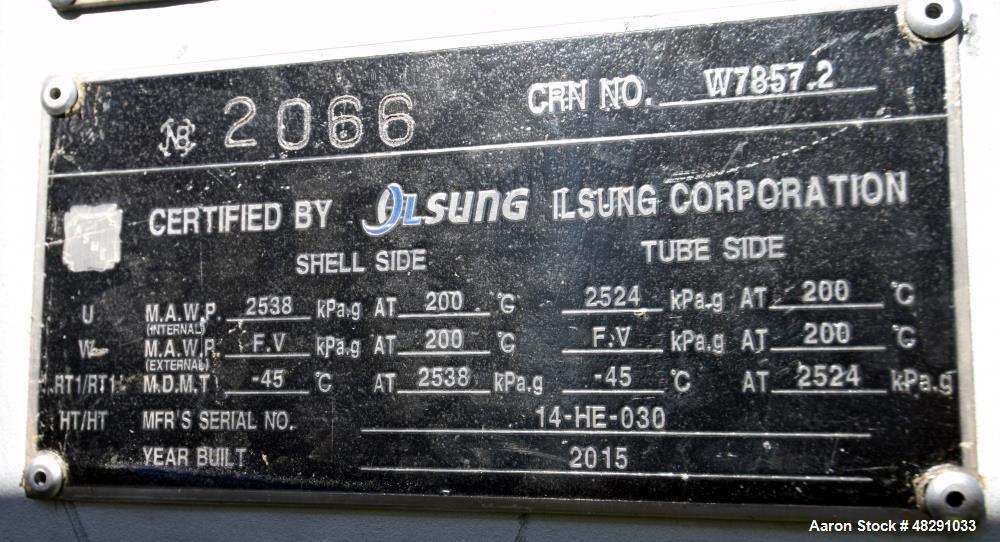 NB 2066 CRN NO. W7857.2
CERTIFIED BY ILSUNG ILSUNG CORPORATION
SHELL SIDE TUBE SIDE
U M.A.W.P. (INTERNAL) 2538 kPa.g AT 200 ℃ 2524 kPa.g AT 200 ℃
W M.A.W.P. (EXTERNAL) F.V kPa.g AT 200 ℃ F.V kPa.g AT 200 ℃
RT1/RT1 M.D.M.T -45 ℃ AT 2538 kPa.g -45 ℃ AT 2524 kPa.g
HT/HT MFR'S SERIAL NO. 14-HE-030
YEAR BUILT 2015
Aaron Stock # 48291033